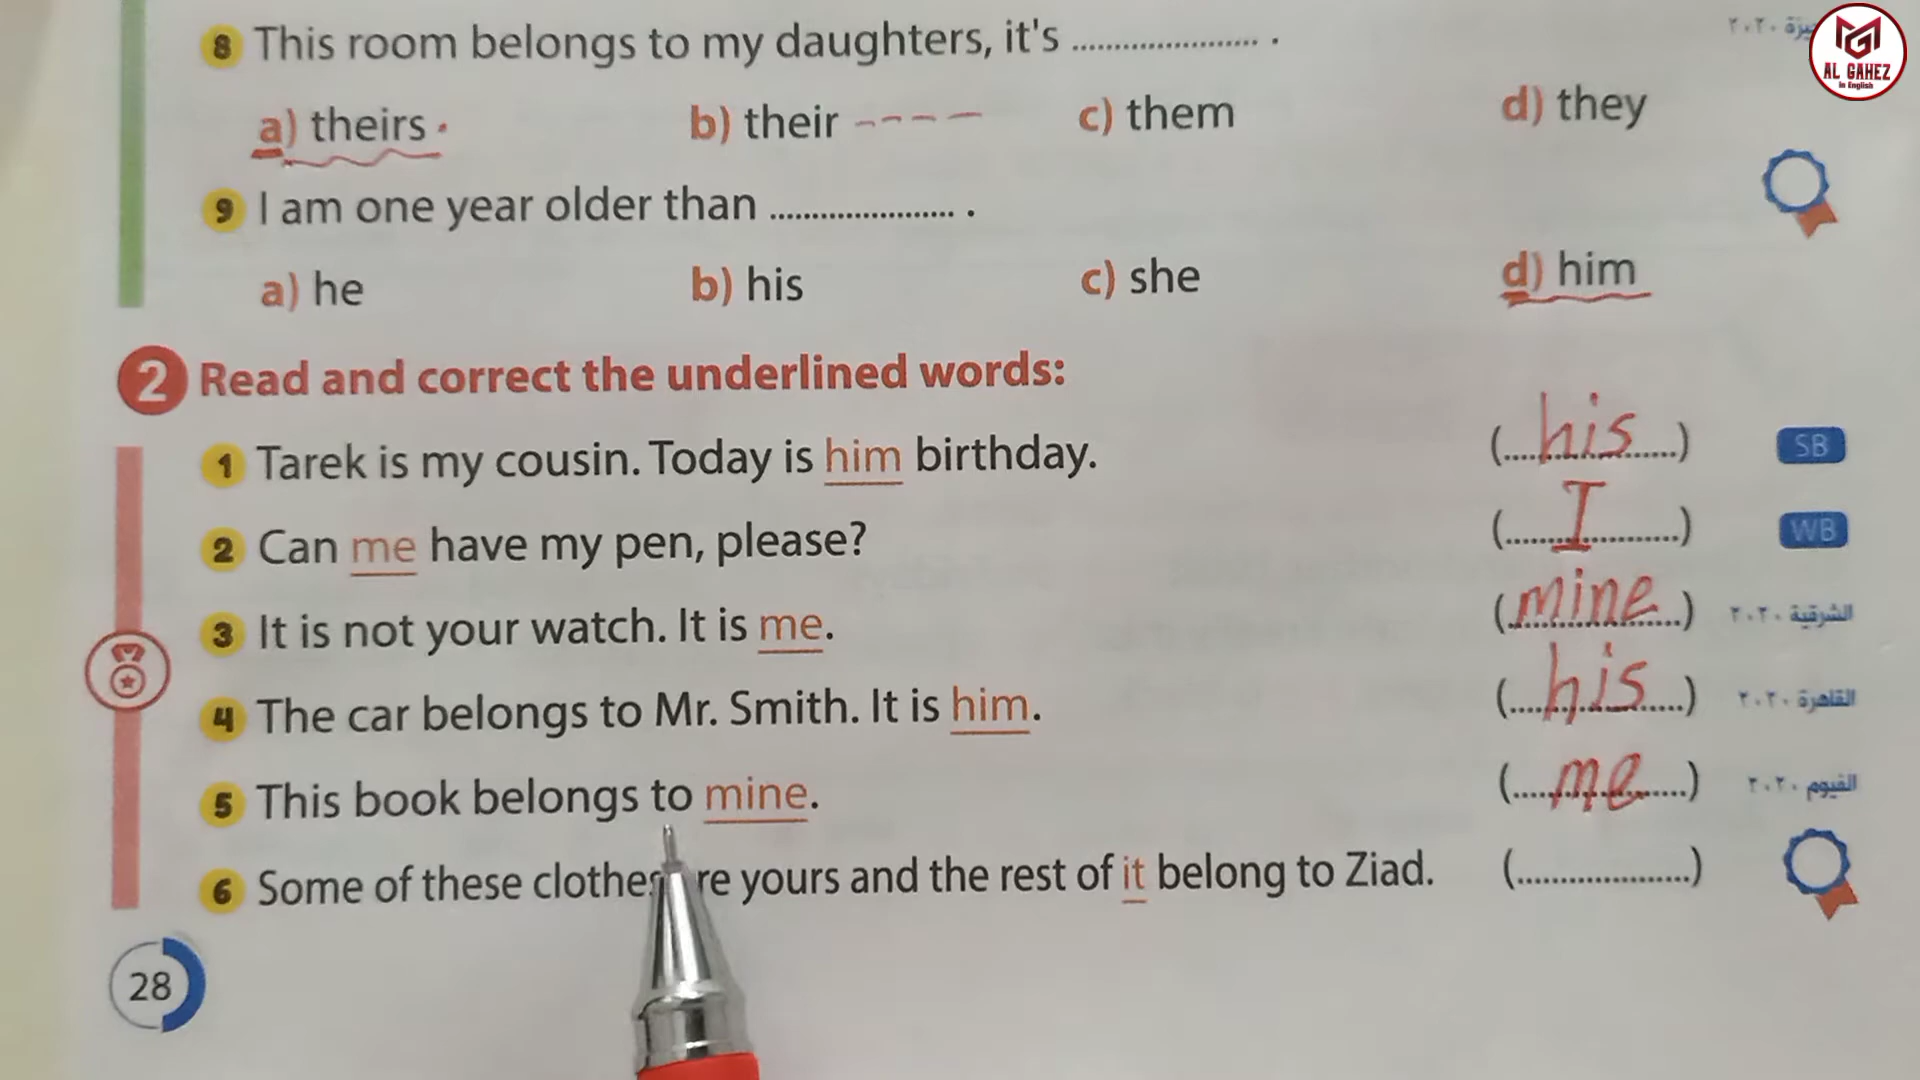 8 This room belongs to my daughters, it's .................... . ٢٠٢٠
a) theirs . b) their c) them d) they
9 I am one year older than .................... .
a) he b) his c) she d) him
2 Read and correct the underlined words:
1 Tarek is my cousin. Today is him birthday. (....his....) SB
2 Can me have my pen, please? (....I....) WB
3 It is not your watch. It is me. (....mine....) الشرقية ٢٠٢٠
4 The car belongs to Mr. Smith. It is him. (....his....) القاهرة ٢٠٢٠
5 This book belongs to mine. (....me....) الفيوم ٢٠٢٠
6 Some of these clothes re yours and the rest of it belong to Ziad. (....................)
28
AL GAHEZ
in English